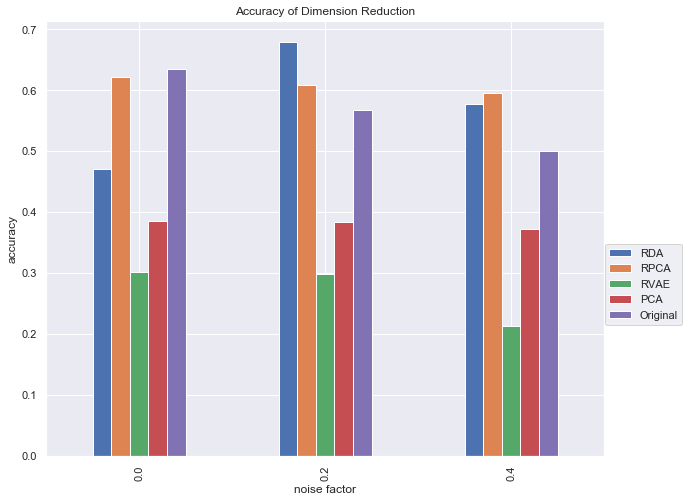 Accuracy of Dimension Reduction
accuracy
0.7
0.6
0.5
0.4
0.3
0.2
0.1
0.0
0.0
0.2
0.4
noise factor
RDA
RPCA
RVAE
PCA
Original